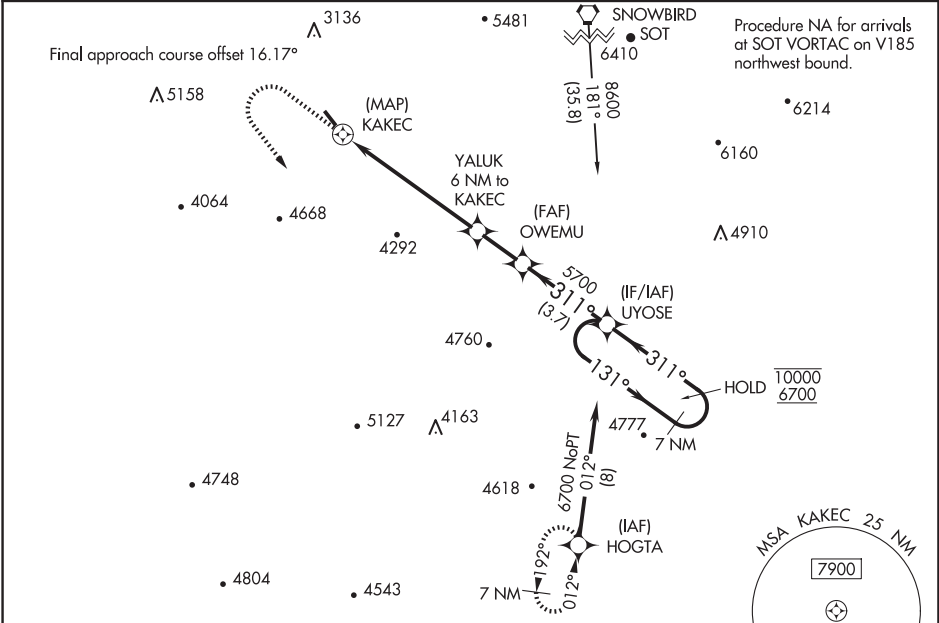 3136
5481
SNOWBIRD
SOT
6410
Procedure NA for arrivals
at SOT VORTAC on V185
northwest bound.
Final approach course offset 16.17°
5158
(MAP)
KAKEC
8600
181°
(35.8)
6214
6160
YALUK
6 NM to
KAKEC
4064
4668
4292
(FAF)
OWEMU
4910
5700
311°
(3.7)
(IF/IAF)
UYOSE
4760
311°
131°
HOLD
10000
6700
7 NM
4777
5127
4163
6700 NoPT
012°
(8)
4748
4618
(IAF)
HOGTA
192°
012°
7 NM
4804
4543
MSA KAKEC 25 NM
7900